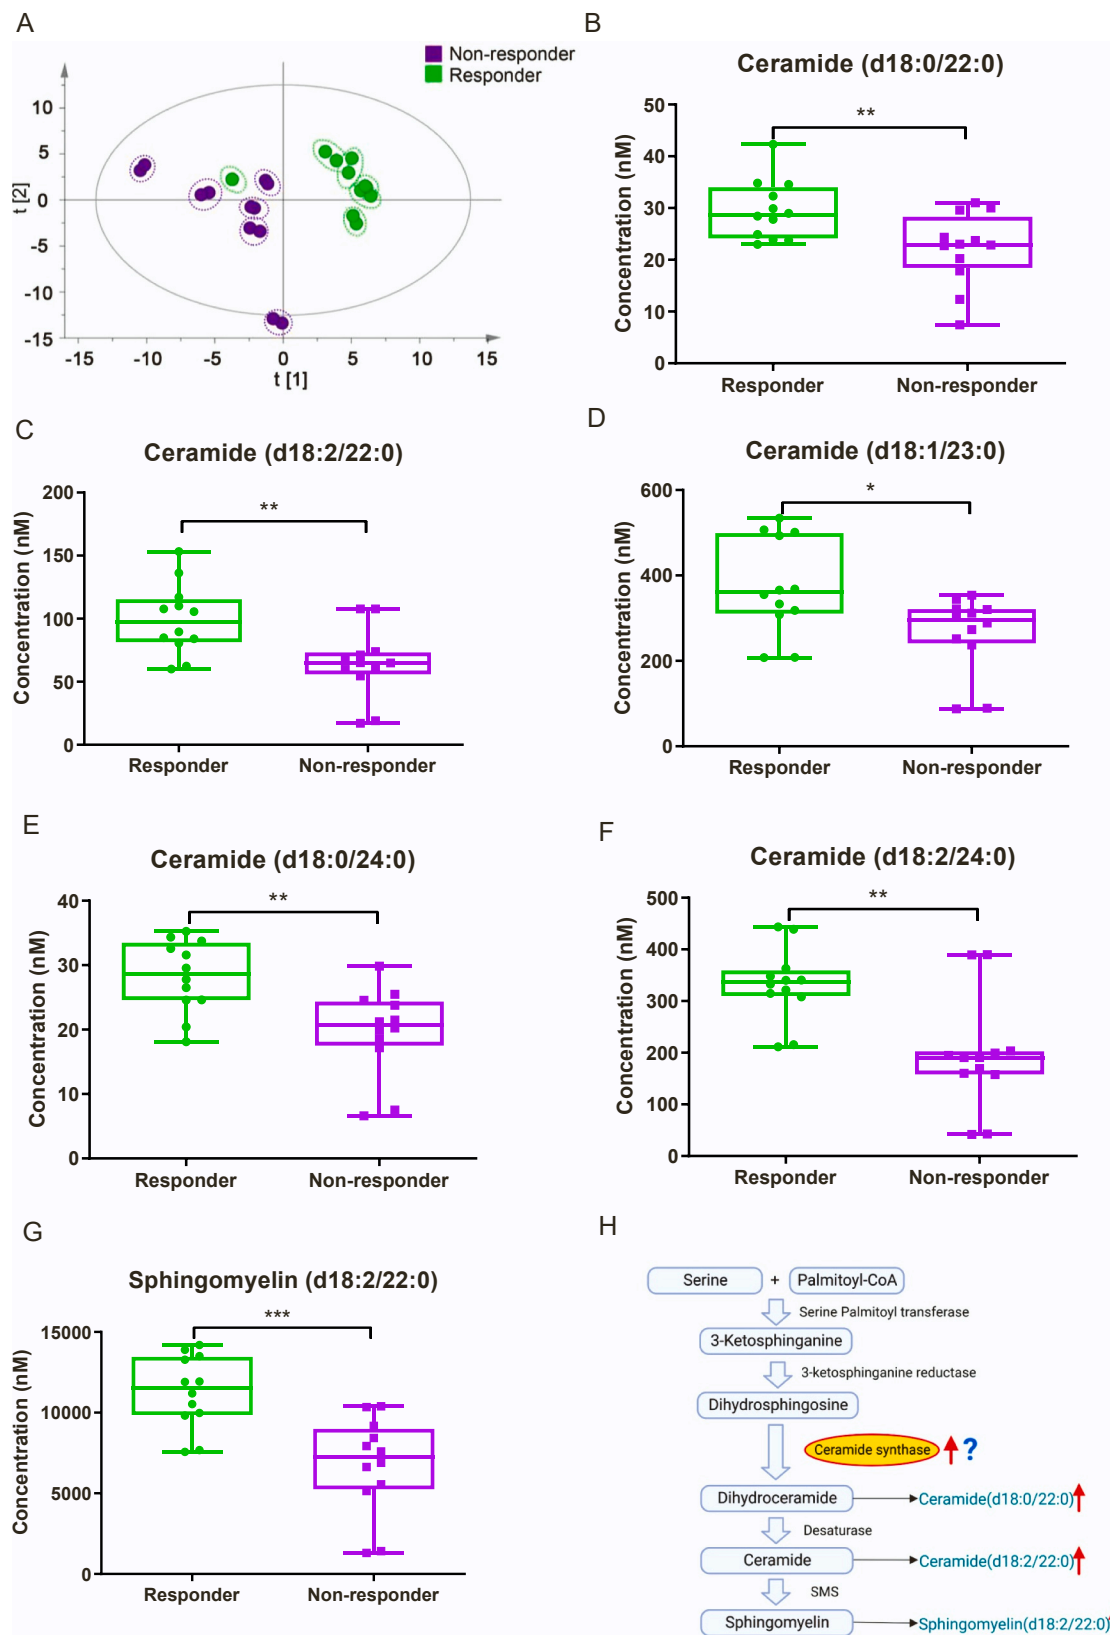 A
Non-responder
Responder
t [2]
10
5
0
-5
-10
-15
-15 -10 -5 0 5 10 15
t [1]
B
Ceramide (d18:0/22:0)
**
Concentration (nM)
50
40
30
20
10
0
Responder Non-responder
C
Ceramide (d18:2/22:0)
**
Concentration (nM)
200
150
100
50
0
Responder Non-responder
D
Ceramide (d18:1/23:0)
*
Concentration (nM)
600
400
200
0
Responder Non-responder
E
Ceramide (d18:0/24:0)
**
Concentration (nM)
40
30
20
10
0
Responder Non-responder
F
Ceramide (d18:2/24:0)
**
Concentration (nM)
500
400
300
200
100
0
Responder Non-responder
G
Sphingomyelin (d18:2/22:0)
***
Concentration (nM)
15000
10000
5000
0
Responder Non-responder
H
Serine + Palmitoyl-CoA
Serine Palmitoyl transferase
3-Ketosphinganine
3-ketosphinganine reductase
Dihydrosphingosine
Ceramide synthase ?
Dihydroceramide Ceramide(d18:0/22:0)
Desaturase
Ceramide Ceramide(d18:2/22:0)
SMS
Sphingomyelin Sphingomyelin(d18:2/22:0)